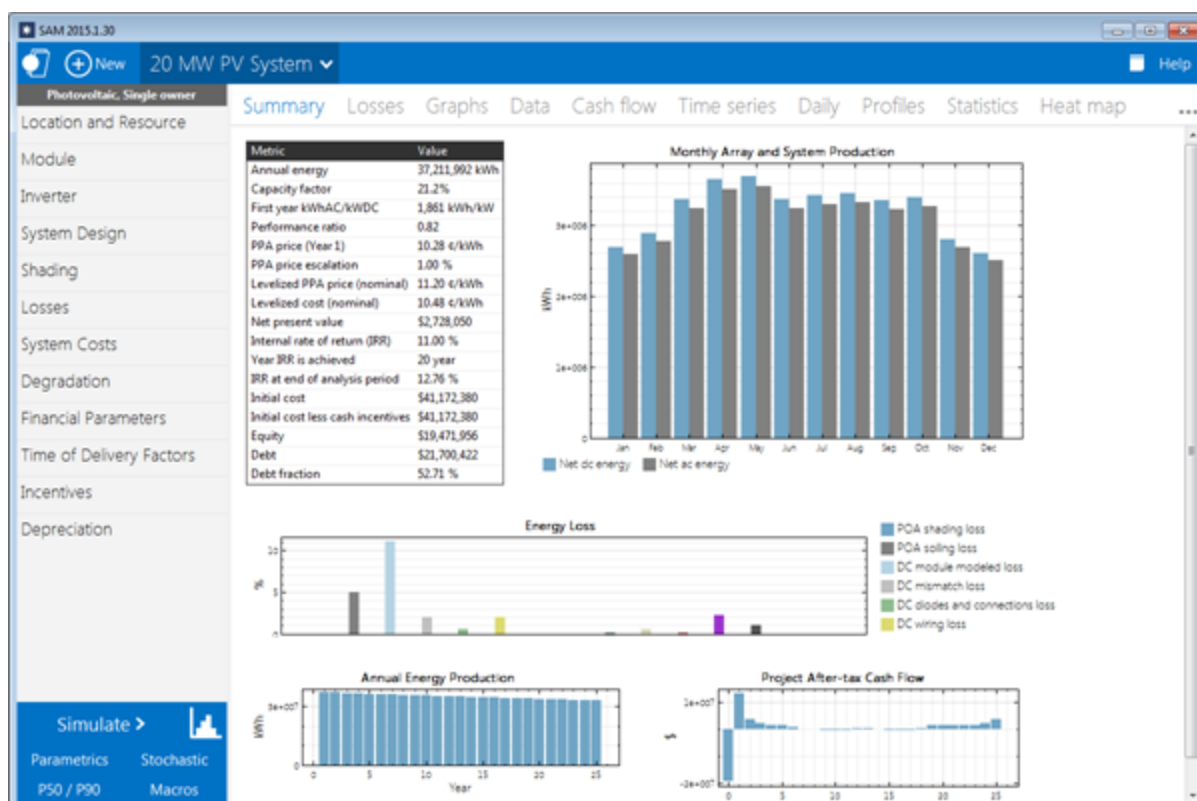 SAM 2015.1.30
New 20 MW PV System Help
Photovoltaic, Single owner
Location and Resource
Module
Inverter
System Design
Shading
Losses
System Costs
Degradation
Financial Parameters
Time of Delivery Factors
Incentives
Depreciation
Simulate >
Parametrics Stochastic
P50 / P90 Macros
Summary Losses Graphs Data Cash flow Time series Daily Profiles Statistics Heat map ...
Metric Value
Annual energy 37,211,992 kWh
Capacity factor 21.2%
First year kWhAC/kWDC 1,861 kWh/kW
Performance ratio 0.82
PPA price (Year 1) 10.28 ¢/kWh
PPA price escalation 1.00 %
Levelized PPA price (nominal) 11.20 ¢/kWh
Levelized cost (nominal) 10.48 ¢/kWh
Net present value $2,728,050
Internal rate of return (IRR) 11.00 %
Year IRR is achieved 20 year
IRR at end of analysis period 12.76 %
Initial cost $41,172,380
Initial cost less cash incentives $41,172,380
Equity $19,471,956
Debt $21,700,422
Debt fraction 52.71 %
Monthly Array and System Production
kWh
3e+006
2e+006
1e+006
0
Jan Feb Mar Apr May Jun Jul Aug Sep Oct Nov Dec
Net dc energy Net ac energy
Energy Loss
%
10
5
0
POA shading loss
POA soiling loss
DC module modeled loss
DC mismatch loss
DC diodes and connections loss
DC wiring loss
Annual Energy Production
kWh
3e+007
0
0 5 10 15 20 25
Year
Project After-tax Cash Flow
$
-2e+007
0 5 10 15 20 25